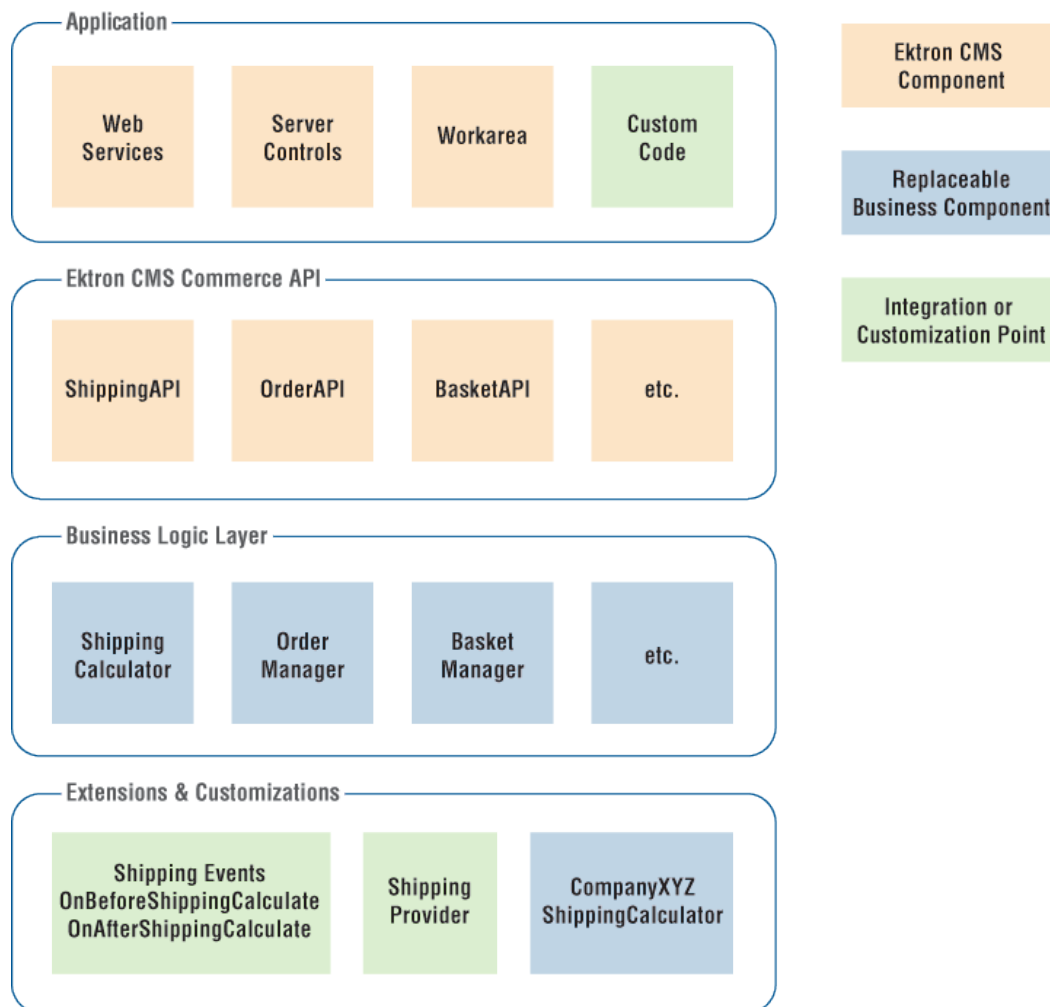 Application
Web
Services
Server
Controls
Workarea
Custom
Code
Ektron CMS
Component
Replaceable
Business Component
Integration or
Customization Point
Ektron CMS Commerce API
ShippingAPI
OrderAPI
BasketAPI
etc.
Business Logic Layer
Shipping
Calculator
Order
Manager
Basket
Manager
etc.
Extensions & Customizations
Shipping Events
OnBeforeShippingCalculate
OnAfterShippingCalculate
Shipping
Provider
CompanyXYZ
ShippingCalculator